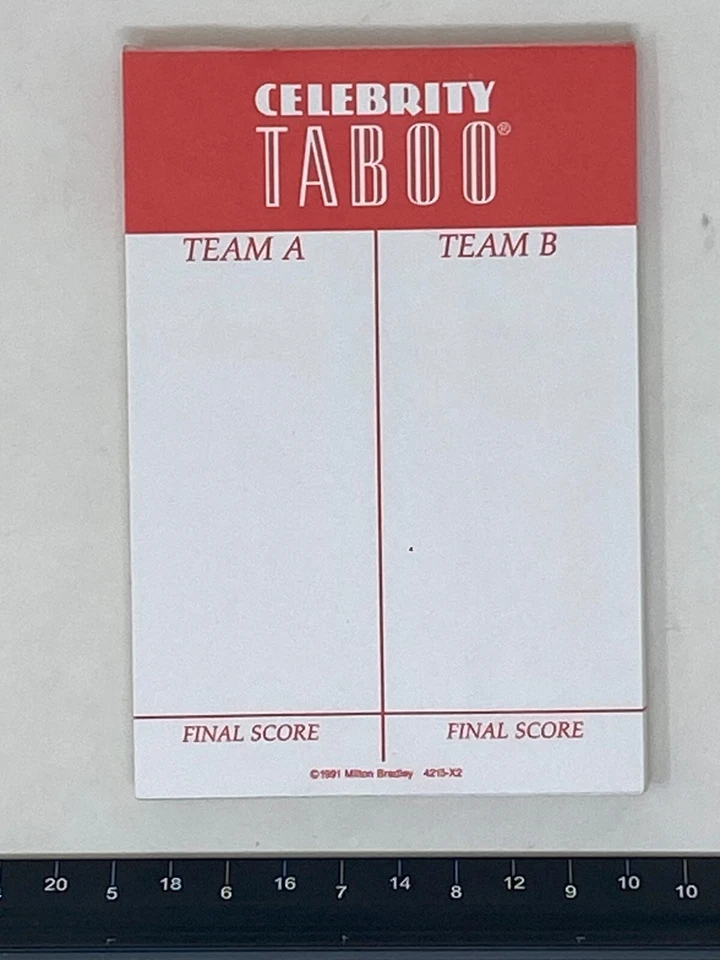 CELEBRITY
TABOO®
TEAM A TEAM B
FINAL SCORE FINAL SCORE
©1991 Milton Bradley 4215-X2
20 5 18 6 16 7 14 8 12 9 10 10